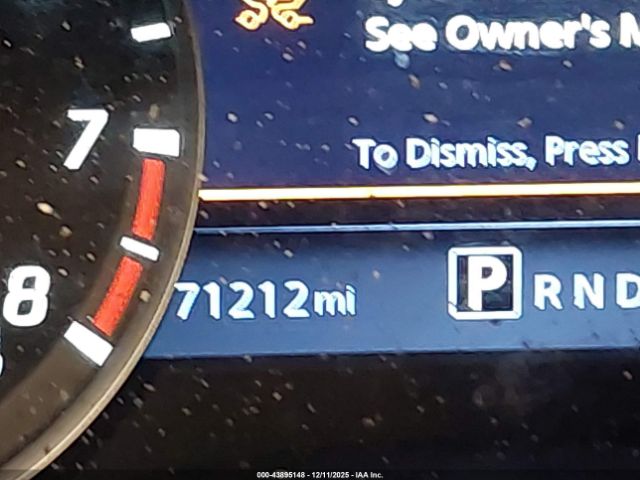 See Owner's
To Dismiss, Press
7
8
71212mi
P R N D
000-43895148 - 12/11/2025 - IAA Inc.